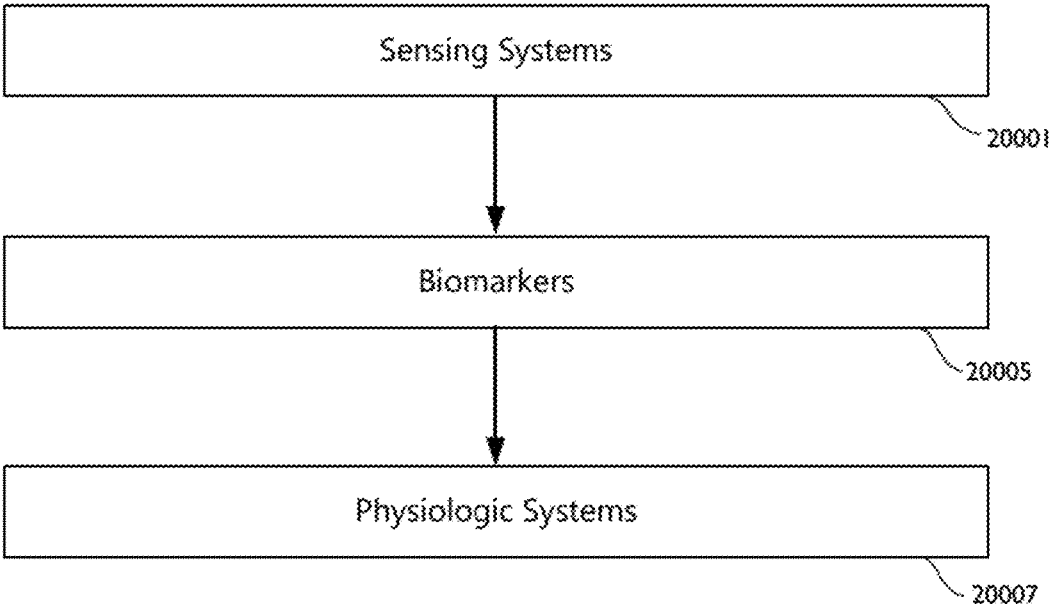 Sensing Systems
20001
Biomarkers
20005
Physiologic Systems
20007